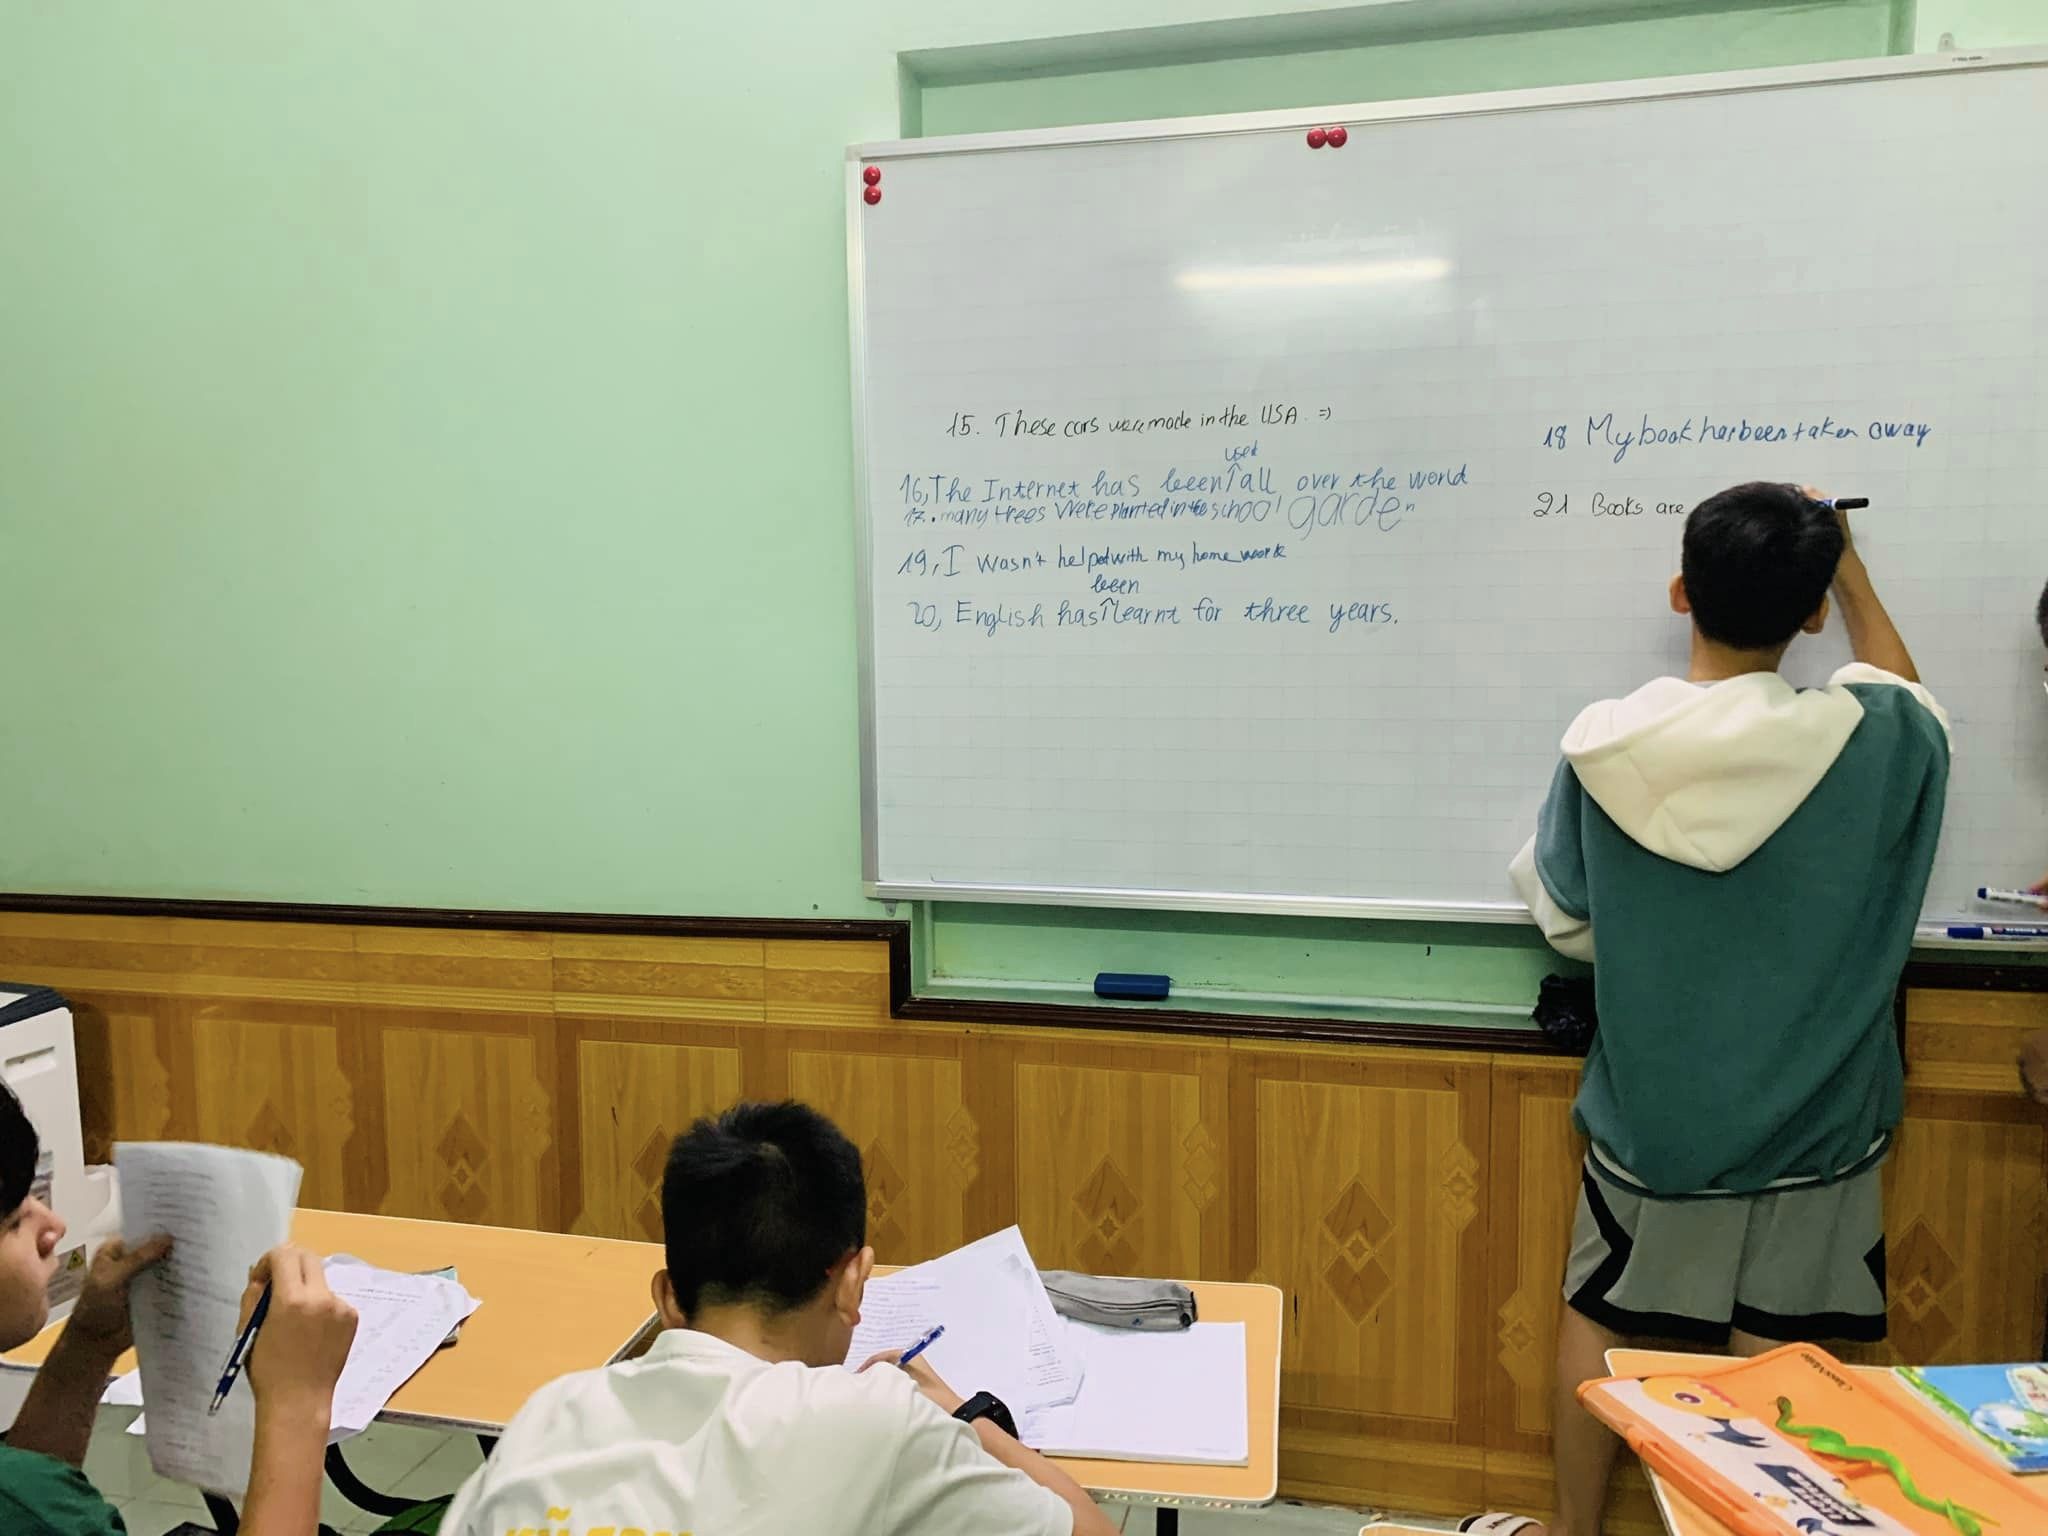 15. These cars were made in the USA. =>
used
16, The Internet has been all over the world
17. many trees were planted in the school garden
19, I wasn't helped with my home work
been
20, English has learnt for three years.
18 My book has been taken away
21 Books are